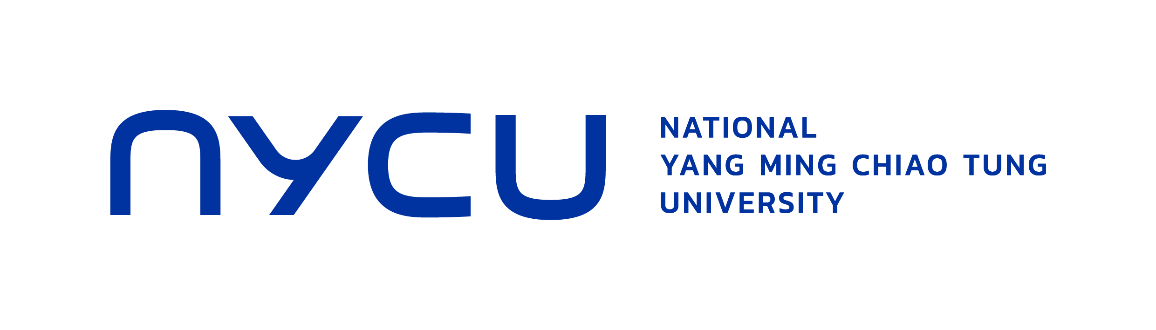 NYCU
NATIONAL
YANG MING CHIAO TUNG
UNIVERSITY